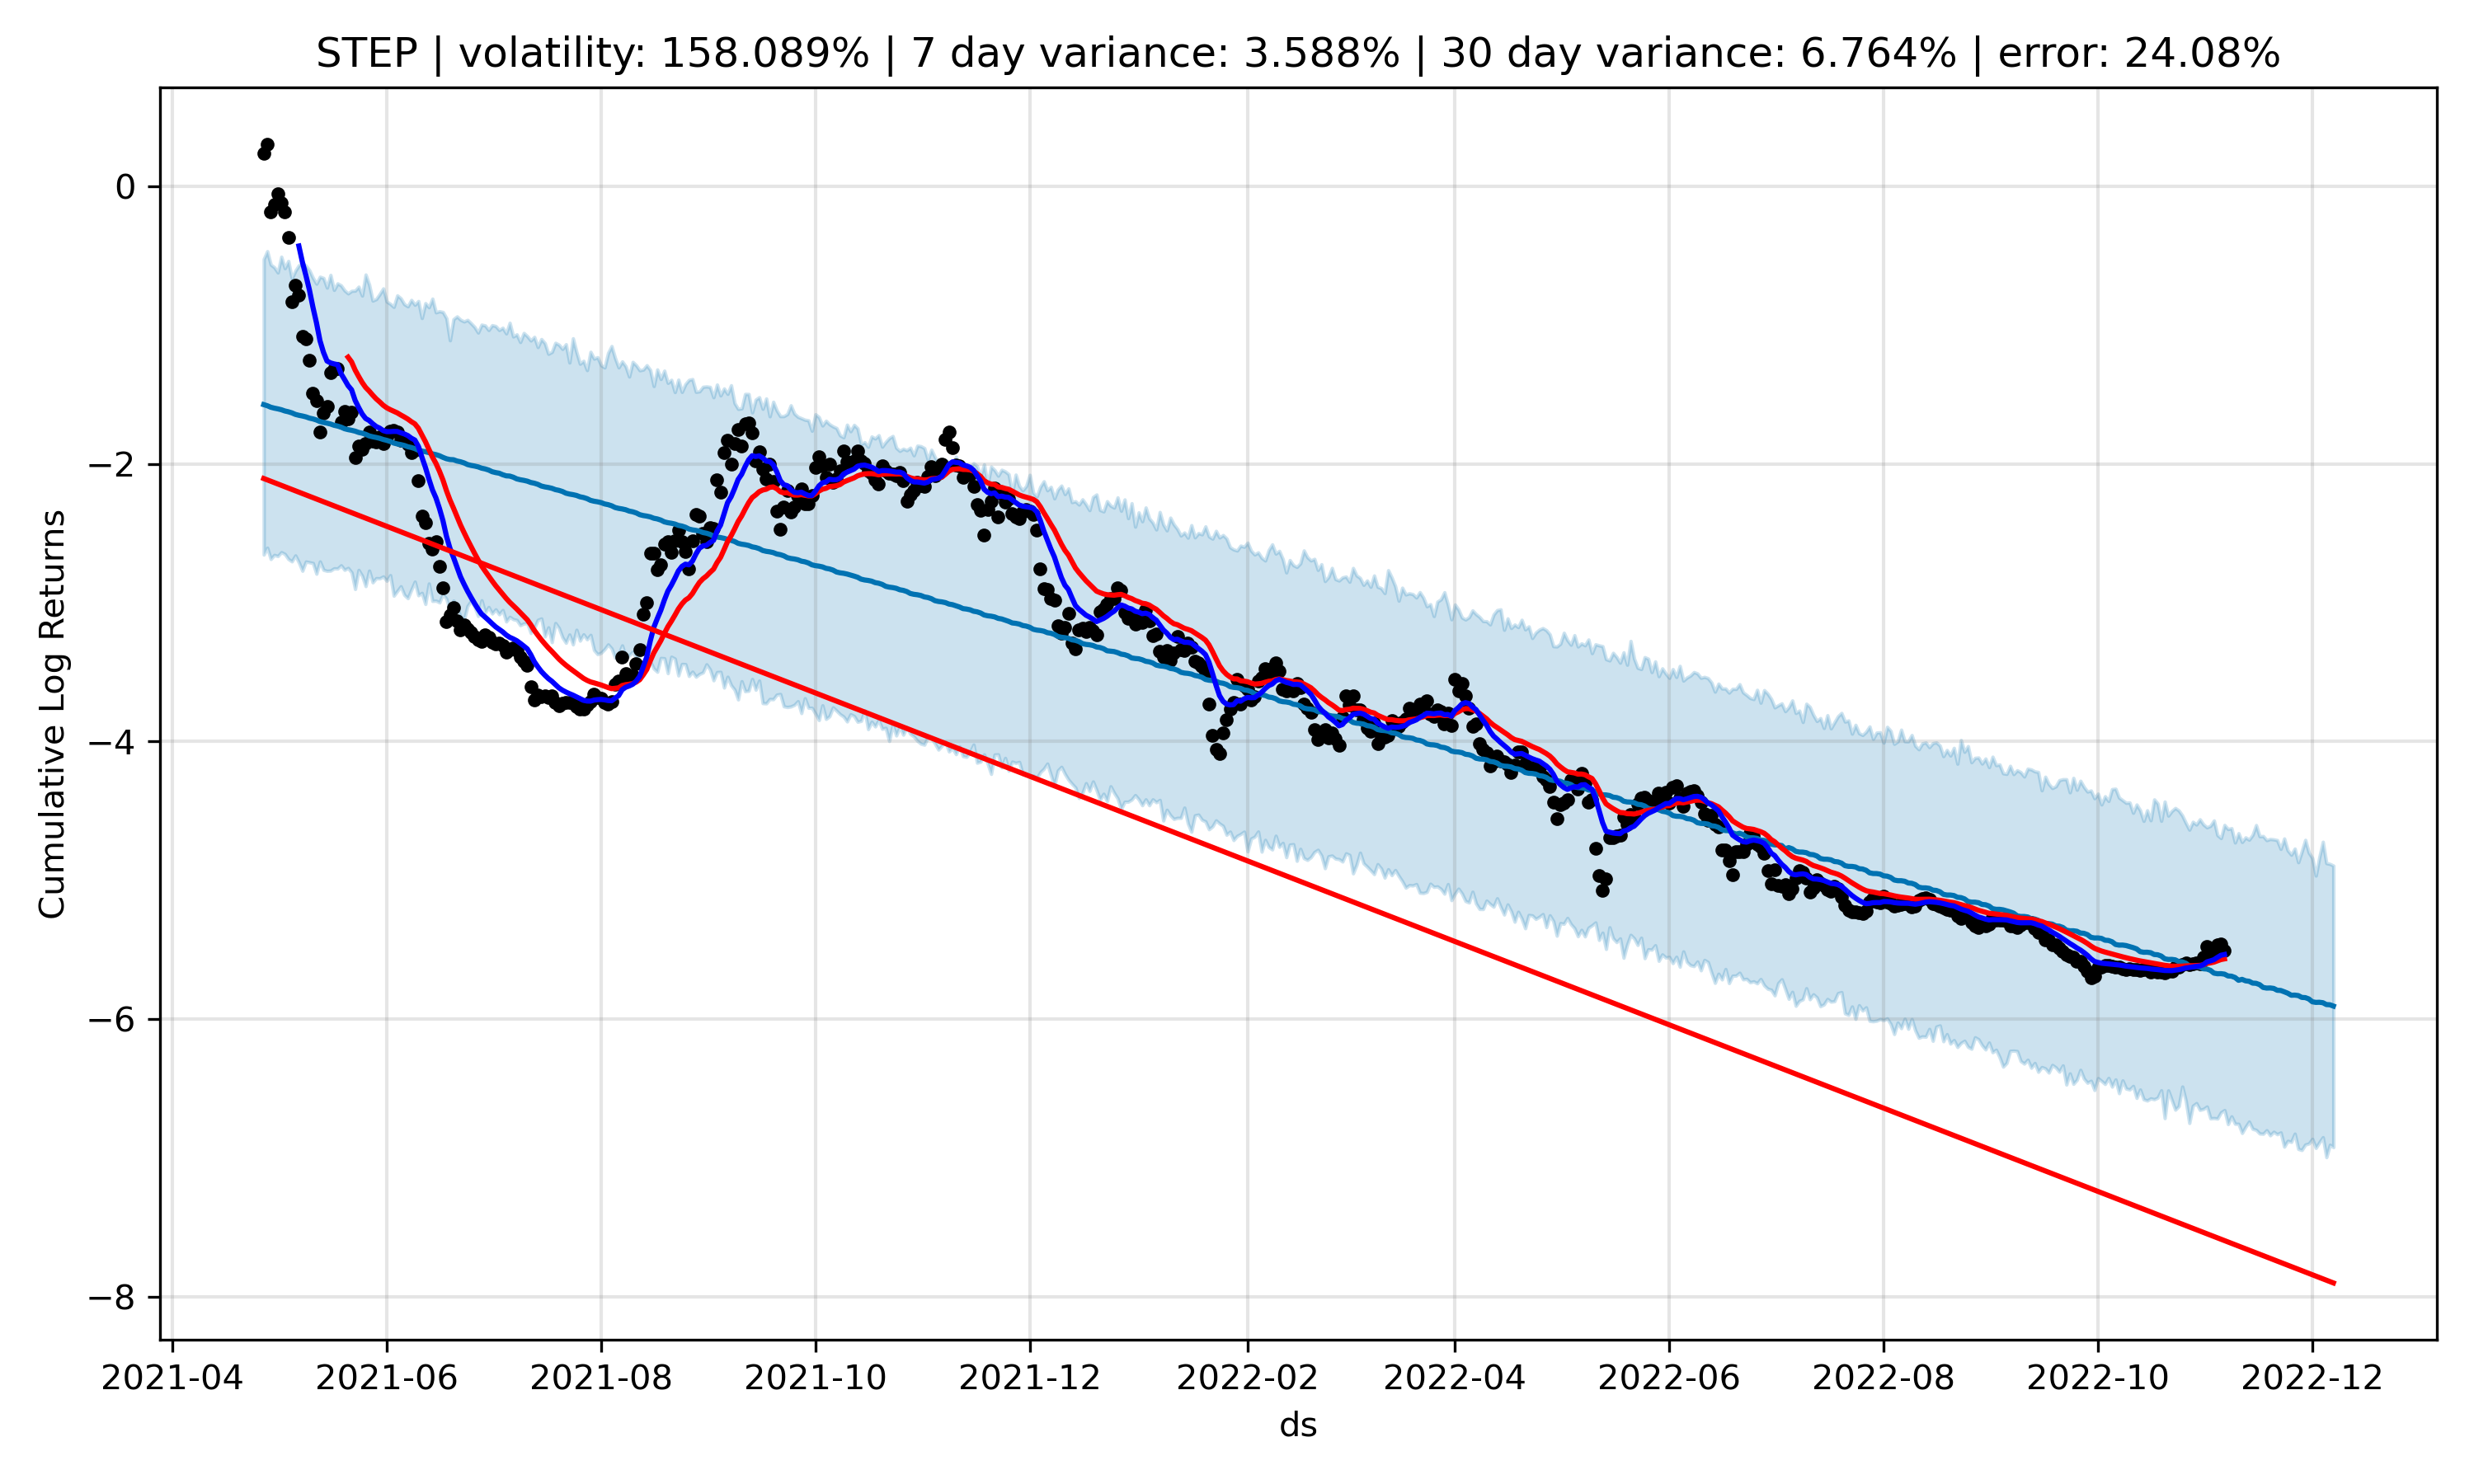 STEP | volatility: 158.089% | 7 day variance: 3.588% | 30 day variance: 6.764% | error: 24.08%
Cumulative Log Returns
0
−2
−4
−6
−8
2021-04 2021-06 2021-08 2021-10 2021-12 2022-02 2022-04 2022-06 2022-08 2022-10 2022-12
ds